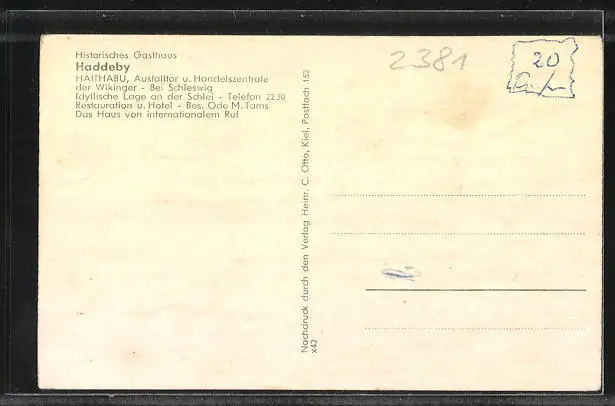 Historisches Gasthaus
Haddeby
HAITHABU, Ausfalltor u. Handelszentrale
der Wikinger - Bei Schleswig
Idyllische Lage an der Schlei - Telefon 2230
Restauration u. Hotel - Bes. Ode M. Tams
Das Haus von internationalem Ruf
Nachdruck durch den Verlag Heinr. C. Otto, Kiel, Postfach 152
x42
2381
20